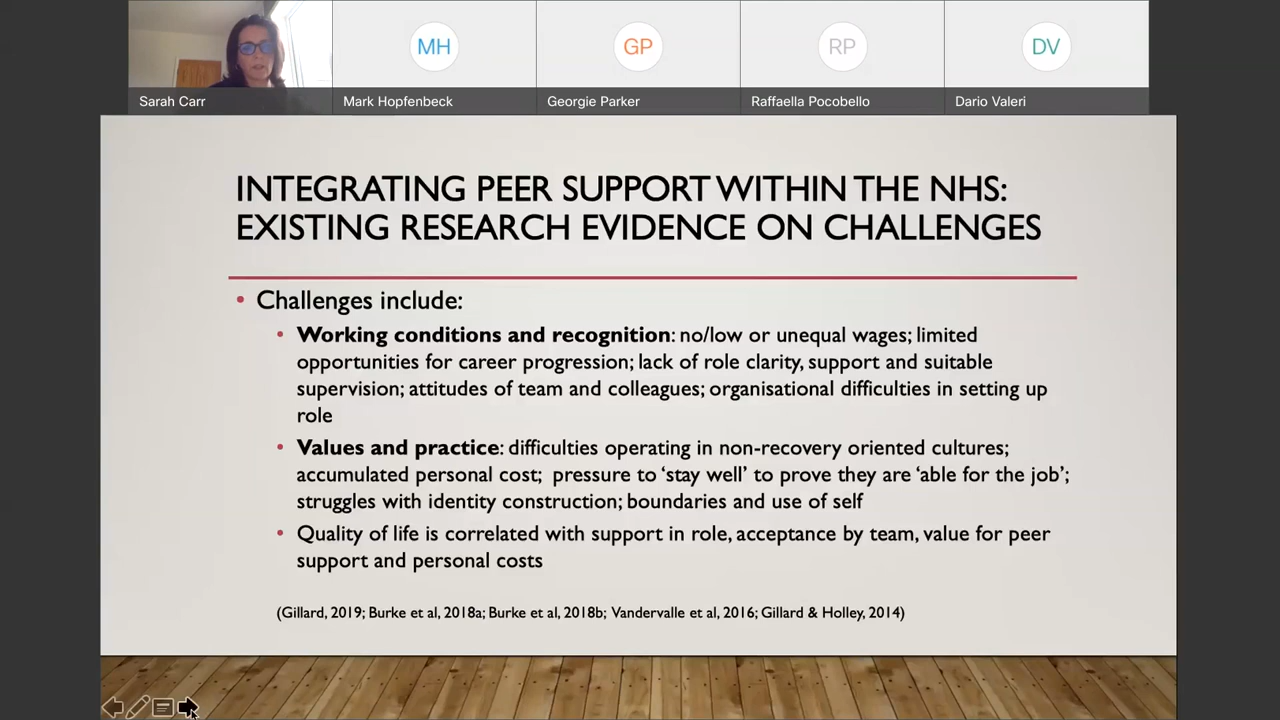 MH
GP
RP
DV
Sarah Carr
Mark Hopfenbeck
Georgie Parker
Raffaella Pocobello
Dario Valeri
INTEGRATING PEER SUPPORT WITHIN THE NHS:
EXISTING RESEARCH EVIDENCE ON CHALLENGES
• Challenges include:
• Working conditions and recognition: no/low or unequal wages; limited
opportunities for career progression; lack of role clarity, support and suitable
supervision; attitudes of team and colleagues; organisational difficulties in setting up
role
• Values and practice: difficulties operating in non-recovery oriented cultures;
accumulated personal cost;  pressure to ‘stay well’ to prove they are ‘able for the job’;
struggles with identity construction; boundaries and use of self
• Quality of life is correlated with support in role, acceptance by team, value for peer
support and personal costs
(Gillard, 2019; Burke et al, 2018a; Burke et al, 2018b;  Vandervalle et al, 2016; Gillard & Holley, 2014)